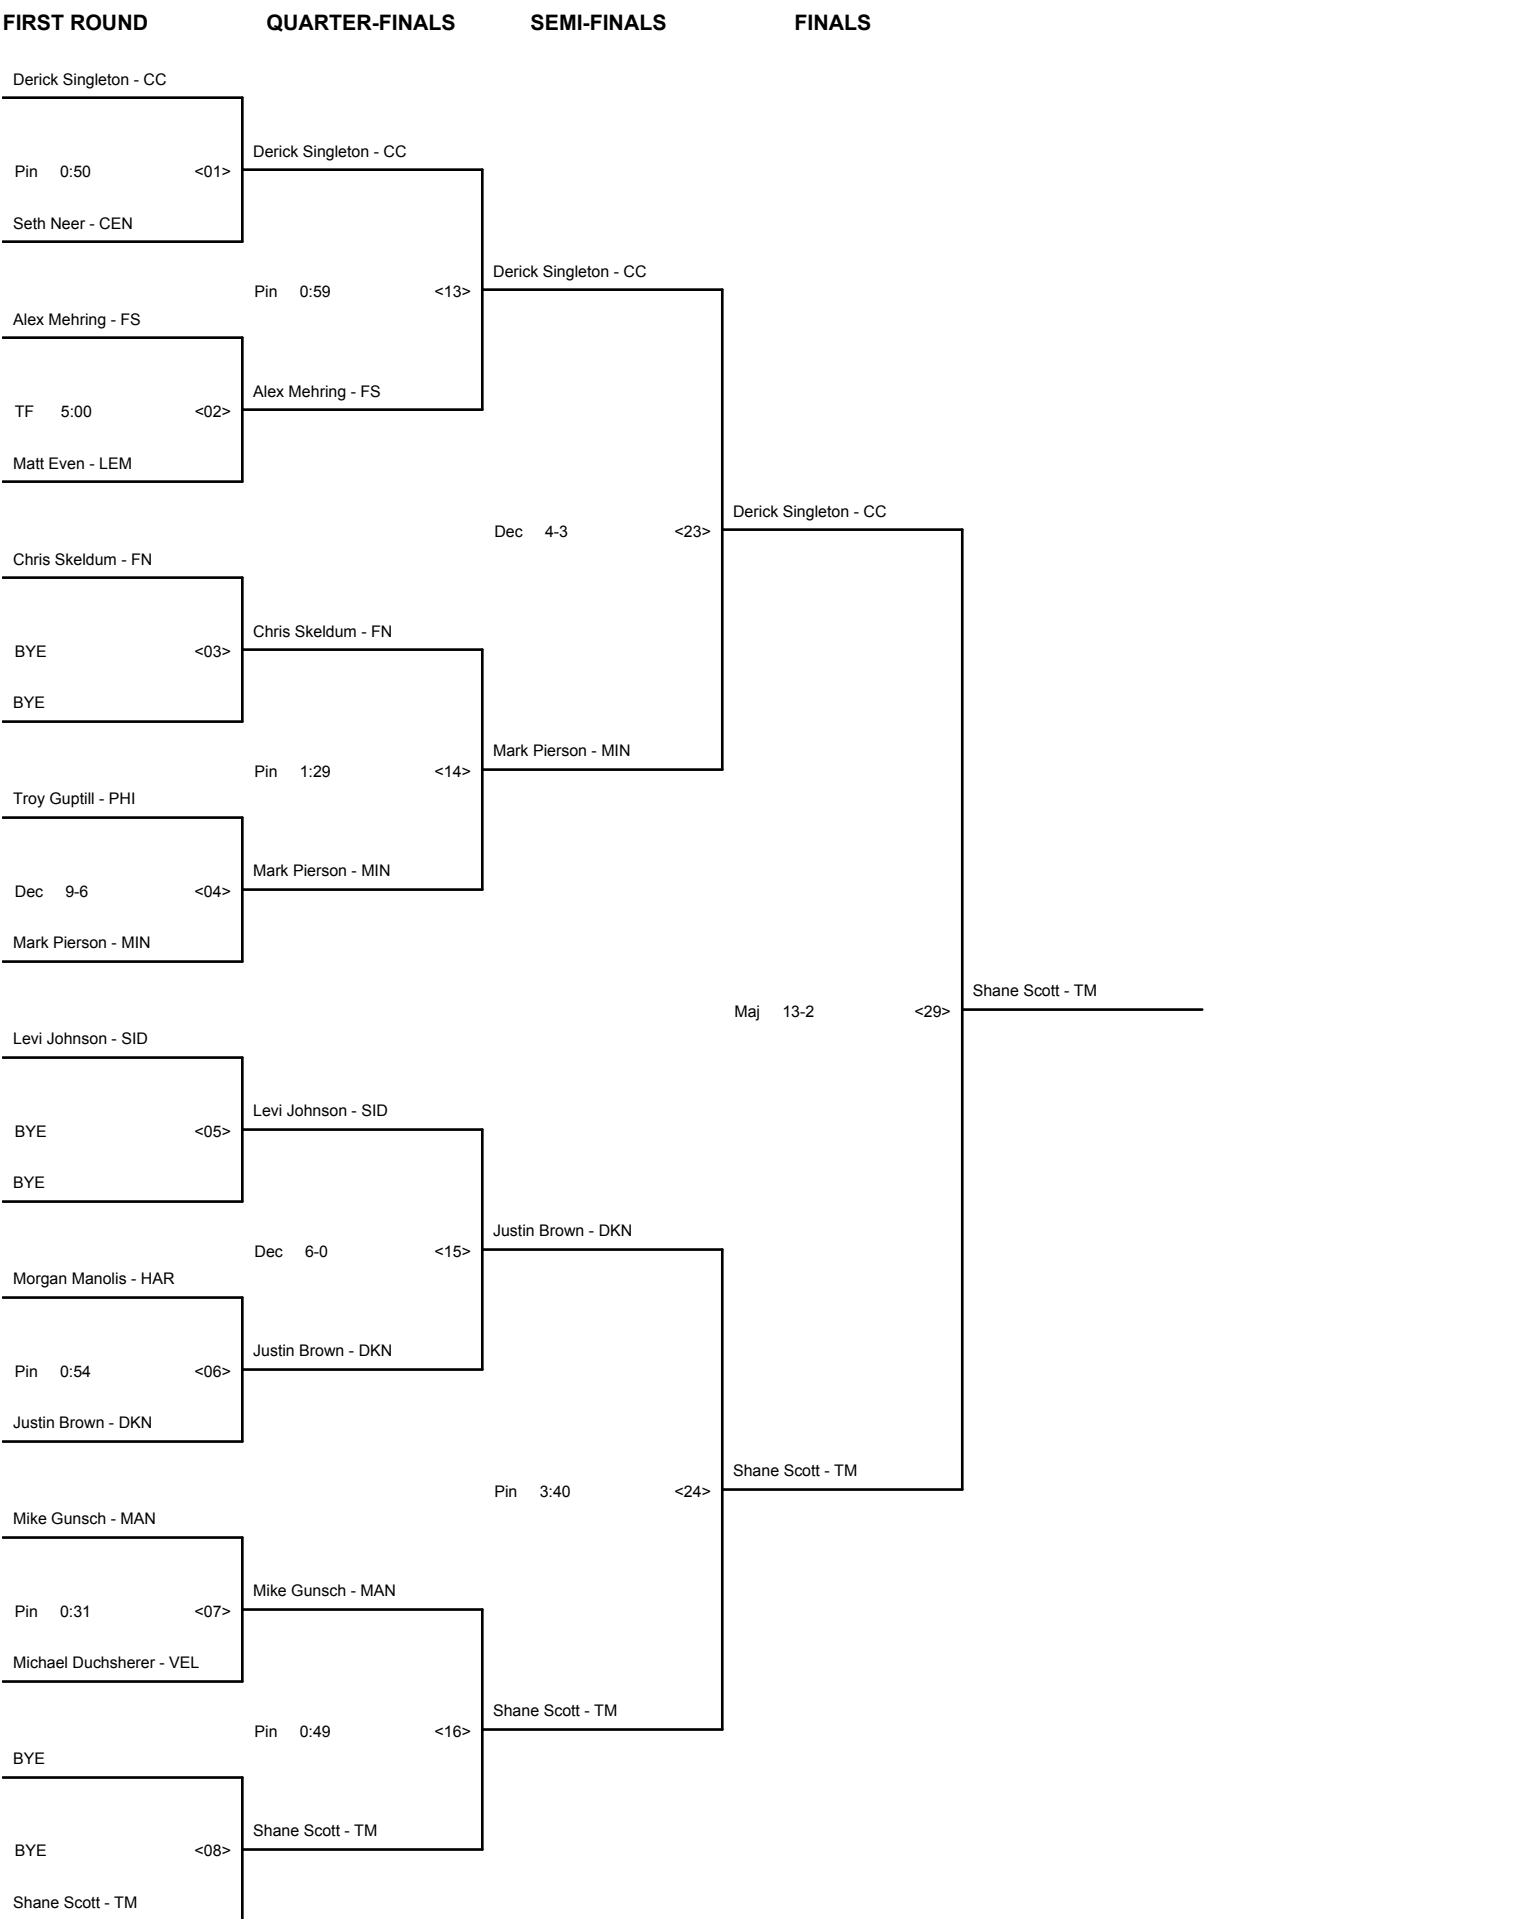 FIRST ROUND QUARTER-FINALS SEMI-FINALS FINALS
Derick Singleton - CC
Derick Singleton - CC
Pin 0:50 <01>
Seth Neer - CEN
Derick Singleton - CC
Pin 0:59 <13>
Alex Mehring - FS
Alex Mehring - FS
TF 5:00 <02>
Matt Even - LEM
Derick Singleton - CC
Dec 4-3 <23>
Chris Skeldum - FN
Chris Skeldum - FN
BYE <03>
BYE
Mark Pierson - MIN
Pin 1:29 <14>
Troy Guptill - PHI
Mark Pierson - MIN
Dec 9-6 <04>
Mark Pierson - MIN
Shane Scott - TM
Maj 13-2 <29>
Levi Johnson - SID
Levi Johnson - SID
BYE <05>
BYE
Justin Brown - DKN
Dec 6-0 <15>
Morgan Manolis - HAR
Justin Brown - DKN
Pin 0:54 <06>
Justin Brown - DKN
Shane Scott - TM
Pin 3:40 <24>
Mike Gunsch - MAN
Mike Gunsch - MAN
Pin 0:31 <07>
Michael Duchsherer - VEL
Shane Scott - TM
Pin 0:49 <16>
BYE
Shane Scott - TM
BYE <08>
Shane Scott - TM